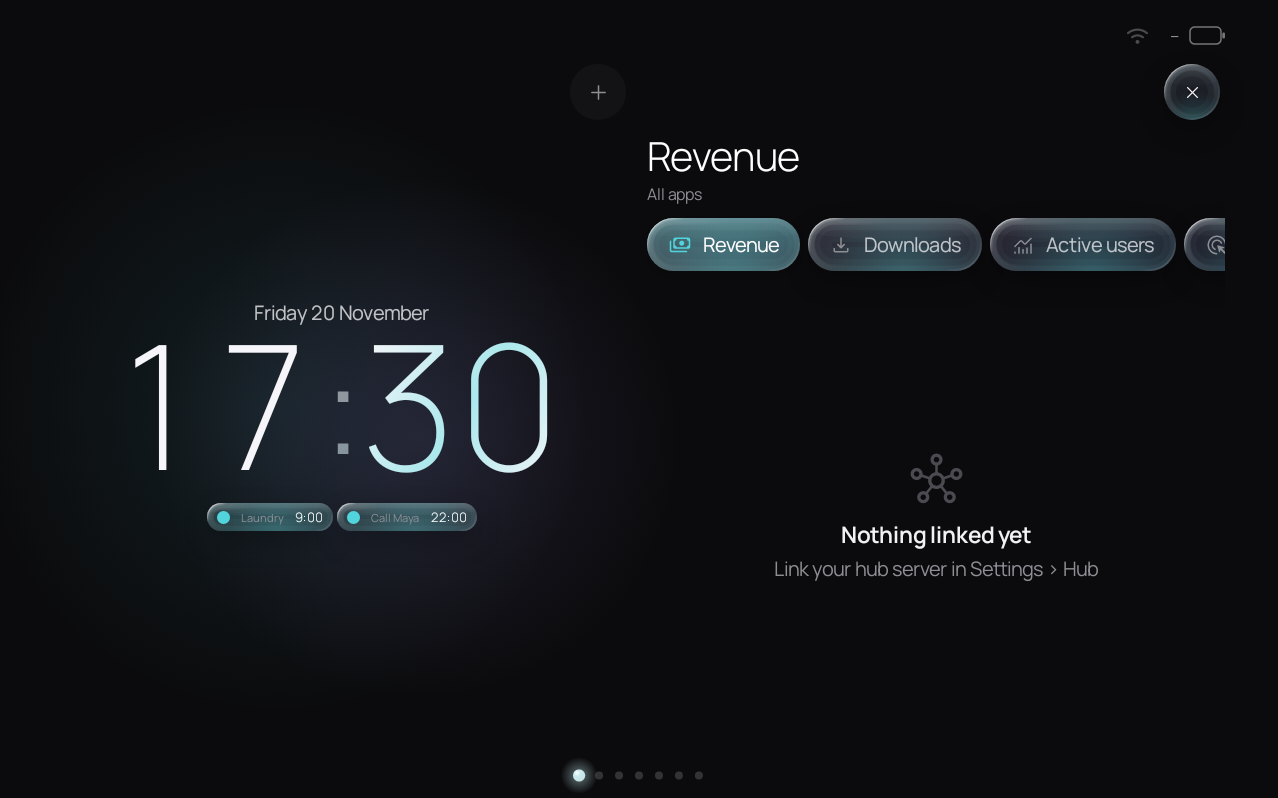 Revenue
All apps
Revenue
Downloads
Active users
Friday 20 November
17:30
Laundry 9:00
Call Maya 22:00
Nothing linked yet
Link your hub server in Settings > Hub